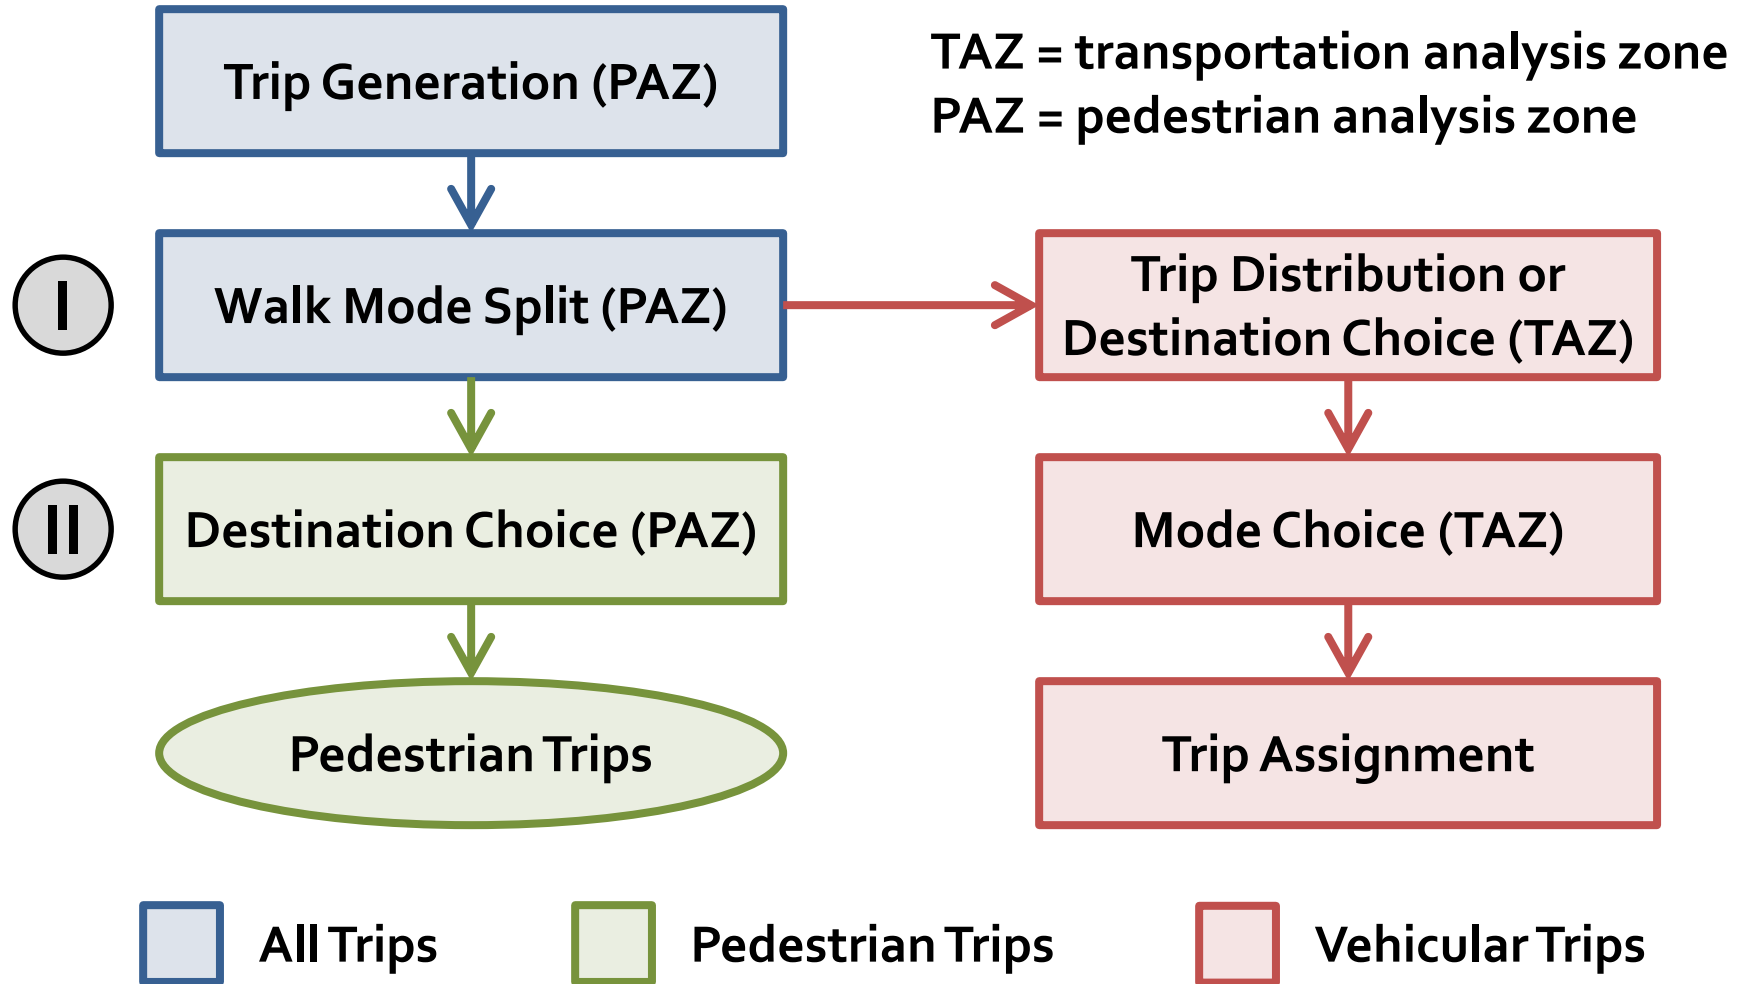 Trip Generation (PAZ)
TAZ = transportation analysis zone
PAZ = pedestrian analysis zone
I
Walk Mode Split (PAZ)
Trip Distribution or
Destination Choice (TAZ)
II
Destination Choice (PAZ)
Mode Choice (TAZ)
Pedestrian Trips
Trip Assignment
All Trips
Pedestrian Trips
Vehicular Trips